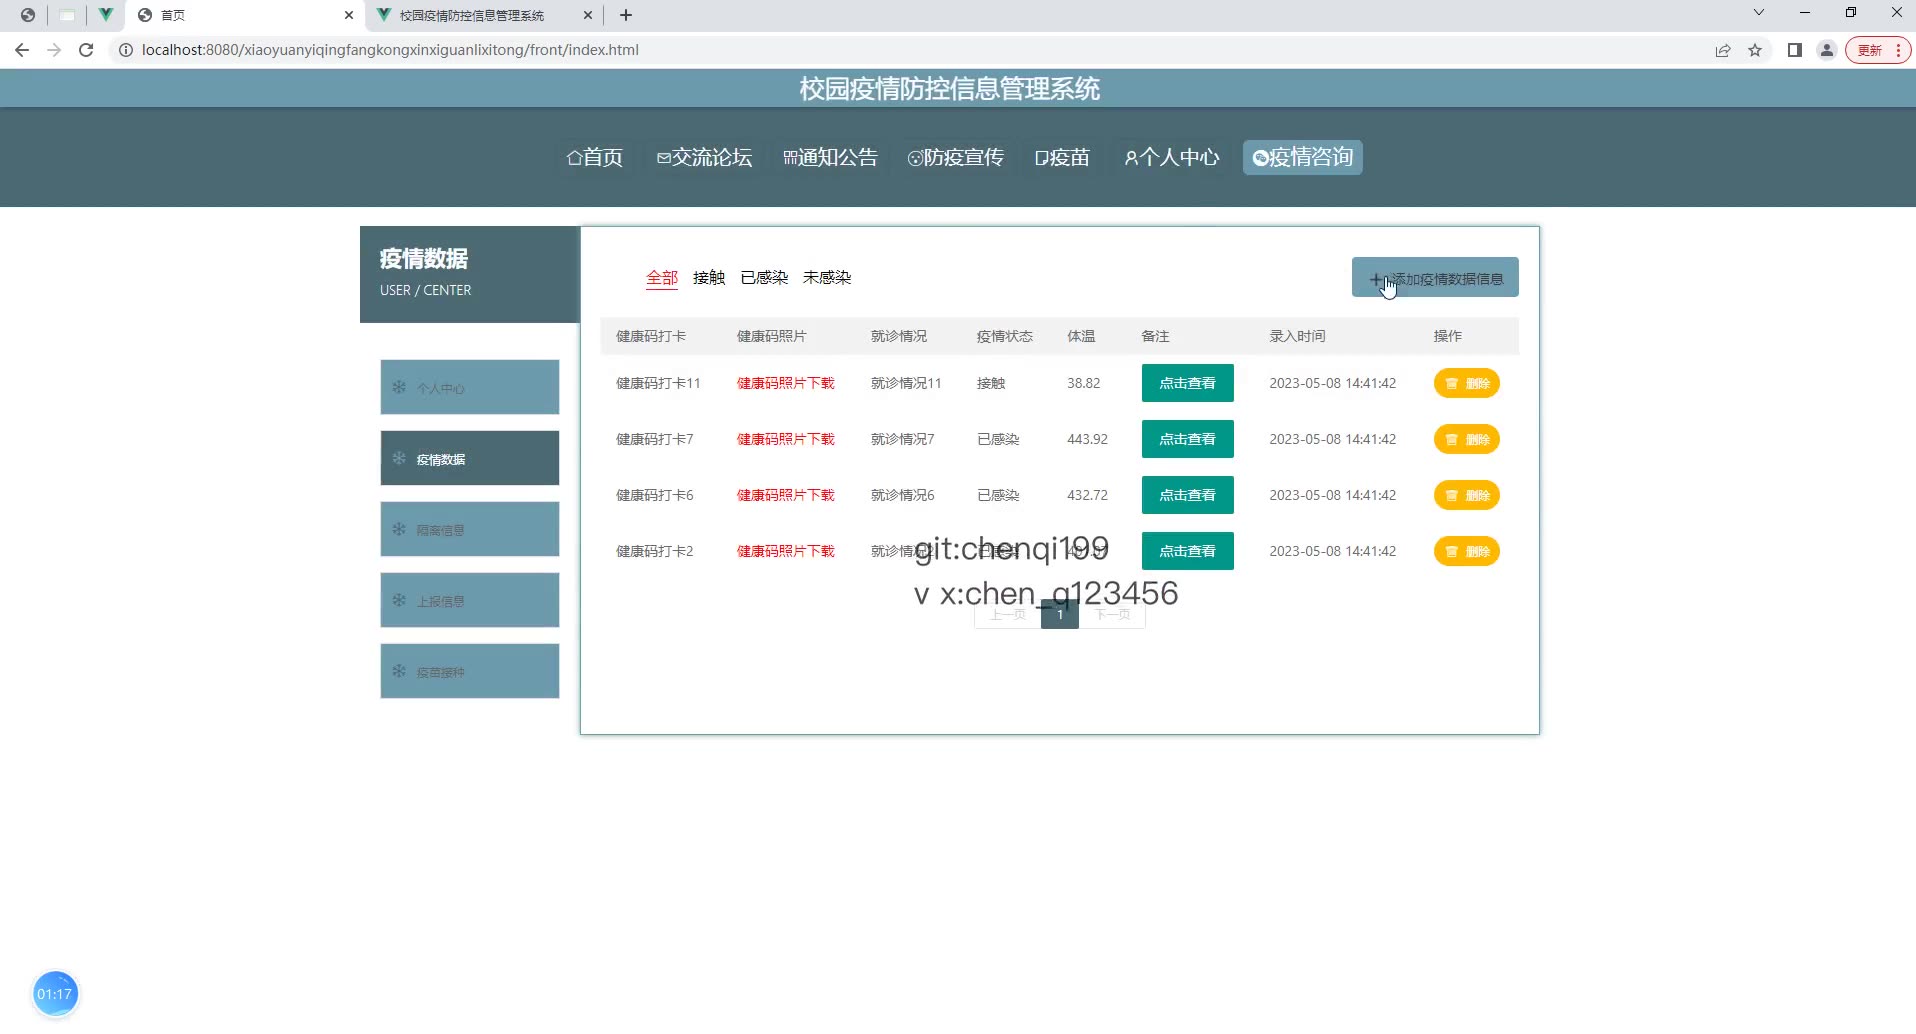 首页
校园疫情防控信息管理系统
localhost:8080/xiaoyuanyiqingfangkongxinxiguanlixitong/front/index.html
更新
校园疫情防控信息管理系统
首页 交流论坛 通知公告 防疫宣传 疫苗 个人中心 疫情咨询
疫情数据
USER / CENTER
个人中心
疫情数据
隔离信息
上报信息
疫苗接种
全部 接触 已感染 未感染
添加疫情数据信息
健康码打卡 健康码照片 就诊情况 疫情状态 体温 备注 录入时间 操作
健康码打卡11 健康码照片下载 就诊情况11 接触 38.82 点击查看 2023-05-08 14:41:42 删除
健康码打卡7 健康码照片下载 就诊情况7 已感染 443.92 点击查看 2023-05-08 14:41:42 删除
健康码打卡6 健康码照片下载 就诊情况6 已感染 432.72 点击查看 2023-05-08 14:41:42 删除
健康码打卡2 健康码照片下载 就诊情况2 已感染 点击查看 2023-05-08 14:41:42 删除
git:chenqi199
v x:chen_q123456
上一页 1 下一页
01:17